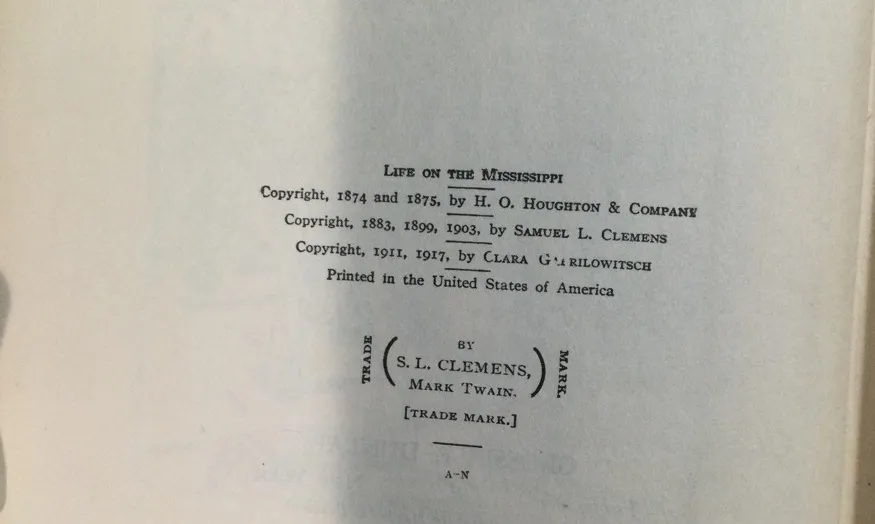 LIFE ON THE MISSISSIPPI
Copyright, 1874 and 1875, by H. O. HOUGHTON & COMPANY
Copyright, 1883, 1899, 1903, by SAMUEL L. CLEMENS
Copyright, 1911, 1917, by CLARA
Printed in the United States of America
TRADE
BY
S. L. CLEMENS,
MARK TWAIN.
MARK.
[TRADE MARK.]
A-N